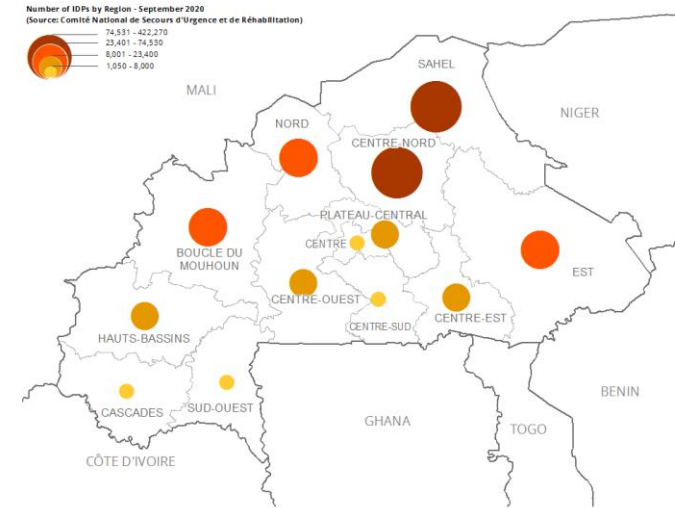 Number of IDPs by Region - September 2020
(Source: Comité National de Secours d'Urgence et de Réhabilitation)
74,531 - 422,270
23,401 - 74,530
8,001 - 23,400
1,050 - 8,000
SAHEL
MALI
NIGER
NORD
CENTRE-NORD
PLATEAU-CENTRAL
CENTRE
BOUCLE DU
MOUHOUN
EST
CENTRE-OUEST
CENTRE-EST
CENTRE-SUD
HAUTS-BASSINS
BENIN
SUD-OUEST
CASCADES
GHANA
TOGO
CÔTE D'IVOIRE